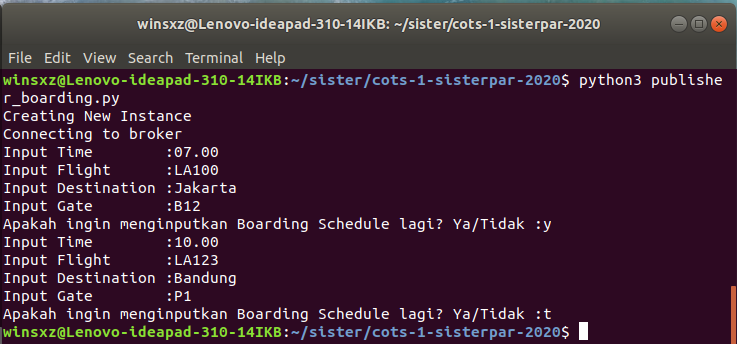 winsxz@Lenovo-ideapad-310-14IKB: ~/sister/cots-1-sisterpar-2020
File Edit View Search Terminal Help
winsxz@Lenovo-ideapad-310-14IKB:~/sister/cots-1-sisterpar-2020$ python3 publishe
r_boarding.py
Creating New Instance
Connecting to broker
Input Time        :07.00
Input Flight      :LA100
Input Destination :Jakarta
Input Gate        :B12
Apakah ingin menginputkan Boarding Schedule lagi? Ya/Tidak :y
Input Time        :10.00
Input Flight      :LA123
Input Destination :Bandung
Input Gate        :P1
Apakah ingin menginputkan Boarding Schedule lagi? Ya/Tidak :t
winsxz@Lenovo-ideapad-310-14IKB:~/sister/cots-1-sisterpar-2020$